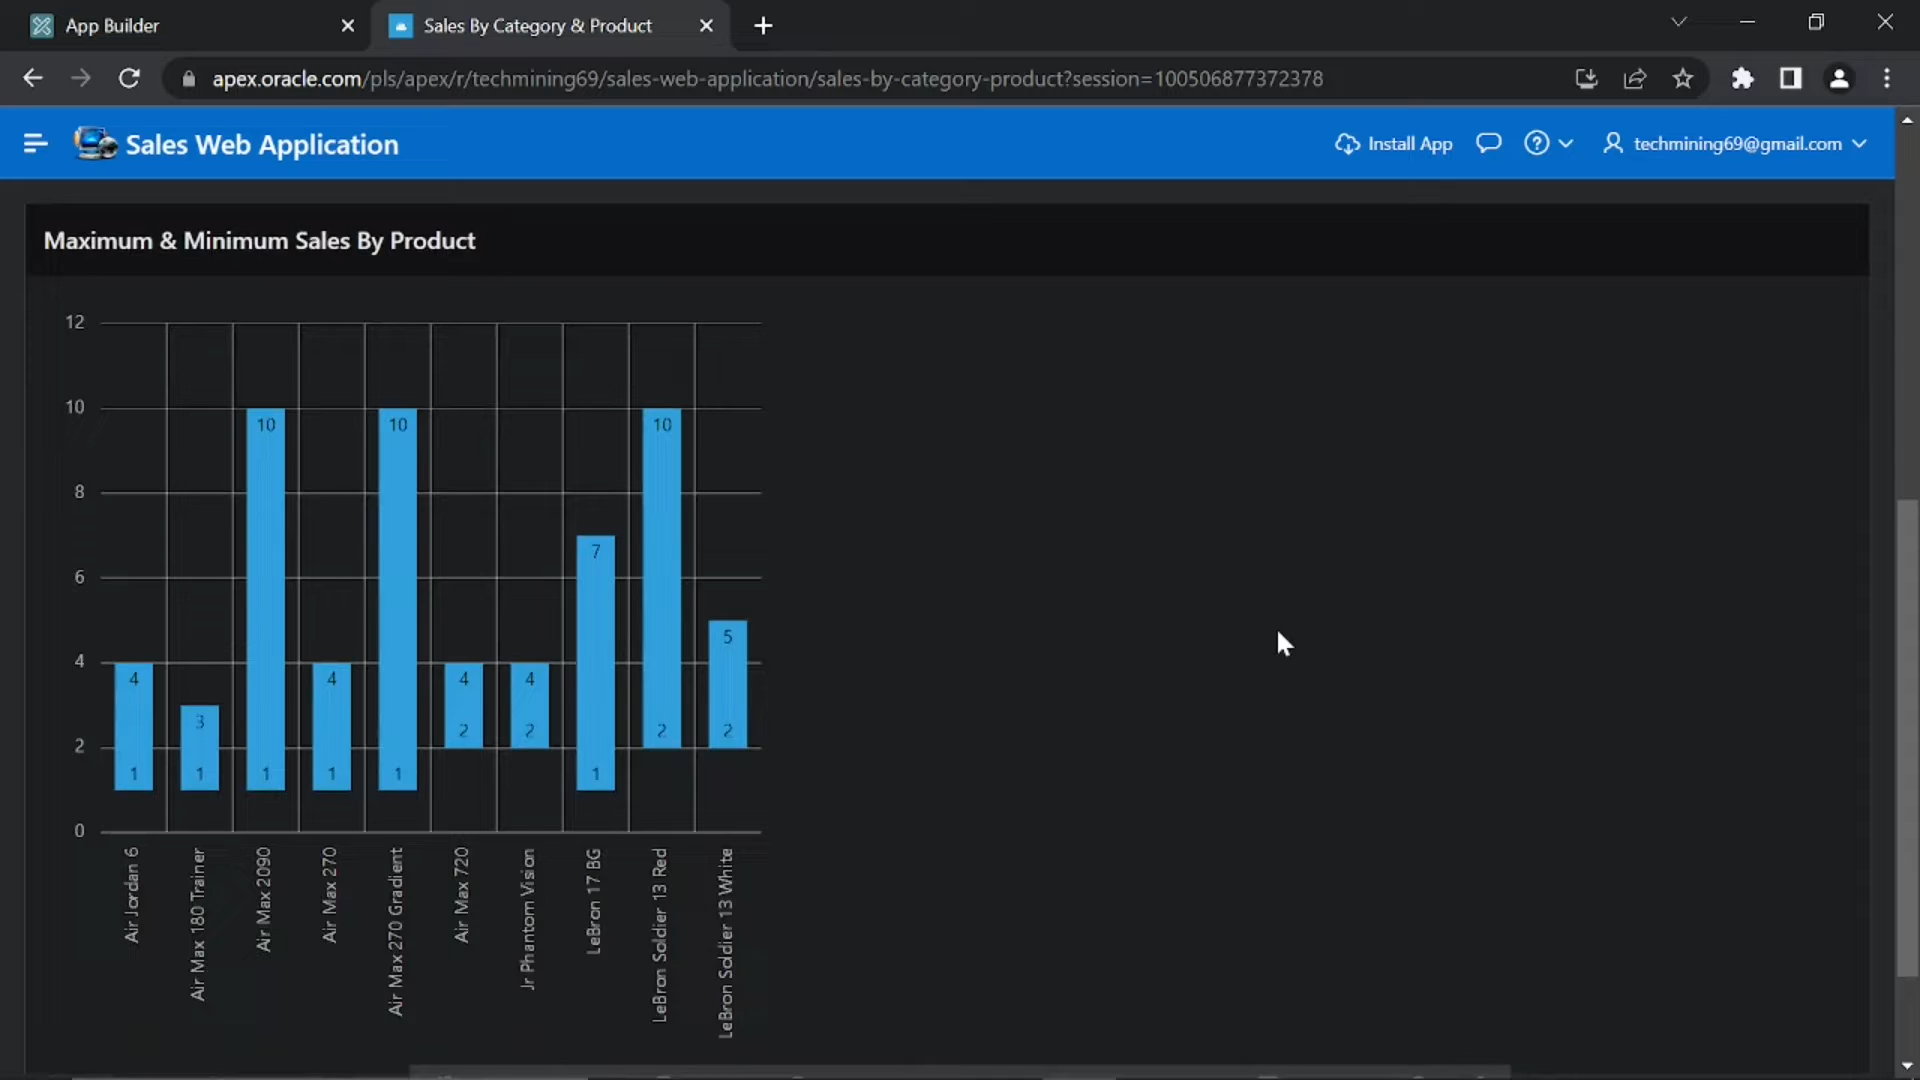 App Builder
Sales By Category & Product
apex.oracle.com/pls/apex/r/techmining69/sales-web-application/sales-by-category-product?session=100506877372378
Sales Web Application
Install App
techmining69@gmail.com
Maximum & Minimum Sales By Product
12
10
8
6
4
2
0
4
1
3
1
10
1
4
1
10
1
4
2
4
2
7
1
10
2
5
2
Air Jordan 6
Air Max 180 Trainer
Air Max 2090
Air Max 270
Air Max 270 Gradient
Air Max 720
Jr Phantom Vision
LeBron 17 BG
LeBron Soldier 13 Red
LeBron Soldier 13 White